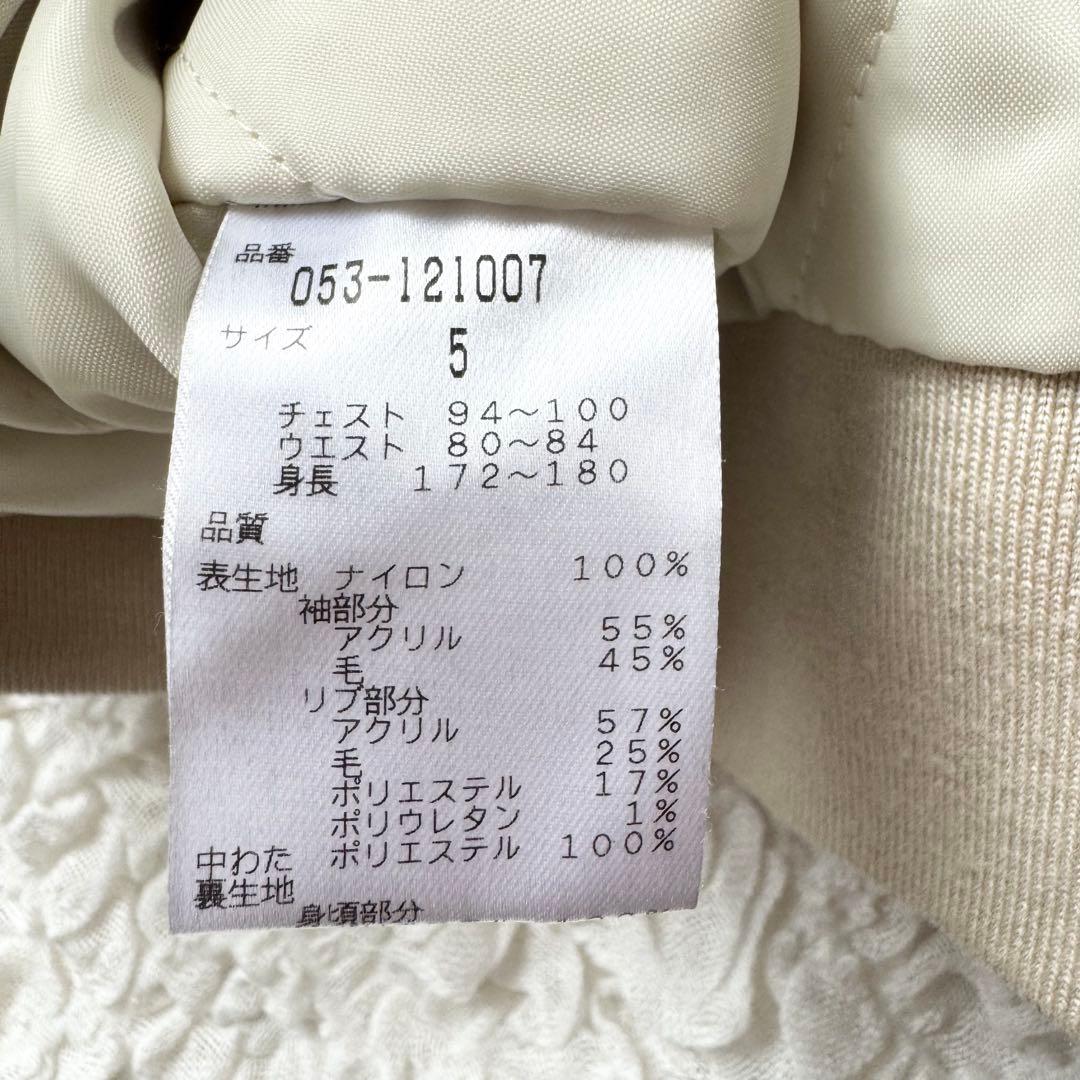 品番
053-121007
サイズ 5
チェスト 94～100
ウエスト 80～84
身長 172～180
品質
表生地 ナイロン 100%
袖部分
アクリル 55%
毛 45%
リブ部分
アクリル 57%
毛 25%
ポリエステル 17%
ポリウレタン 1%
中わた ポリエステル 100%
裏生地
身頃部分